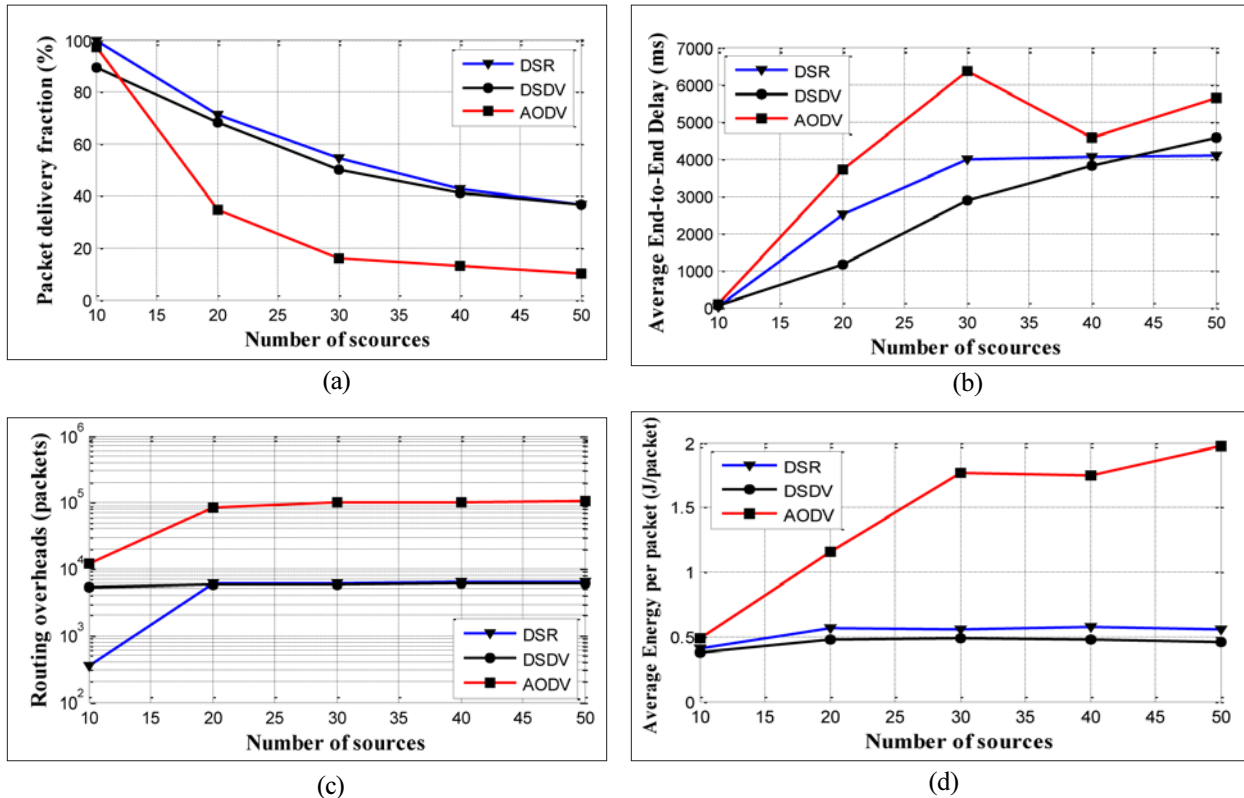 Packet delivery fraction (%)
100
80
60
40
20
0
10 15 20 25 30 35 40 45 50
Number of scources
DSR
DSDV
AODV
(a)
Average End-to-End Delay (ms)
7000
6000
5000
4000
3000
2000
1000
0
10 15 20 25 30 35 40 45 50
Number of scources
DSR
DSDV
AODV
(b)
Routing overheads (packets)
10^6
10^5
10^4
10^3
10^2
10 15 20 25 30 35 40 45 50
Number of sources
DSR
DSDV
AODV
(c)
Average Energy per packet (J/packet)
2
1.5
1
0.5
0
10 15 20 25 30 35 40 45 50
Number of sources
DSR
DSDV
AODV
(d)